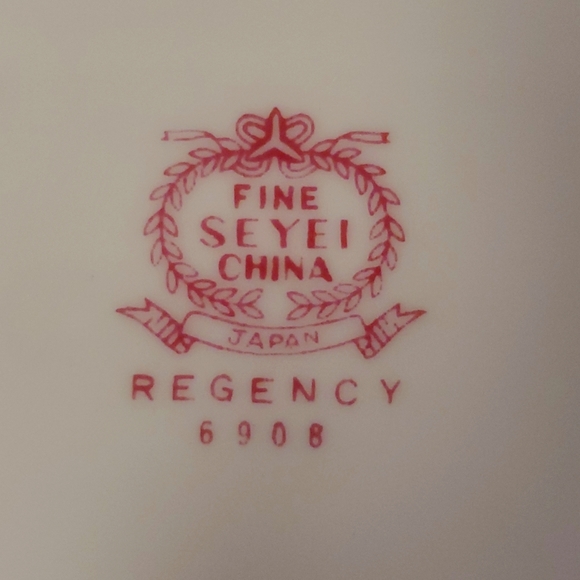 FINE
SEYEI
CHINA
JAPAN
REGENCY
6908